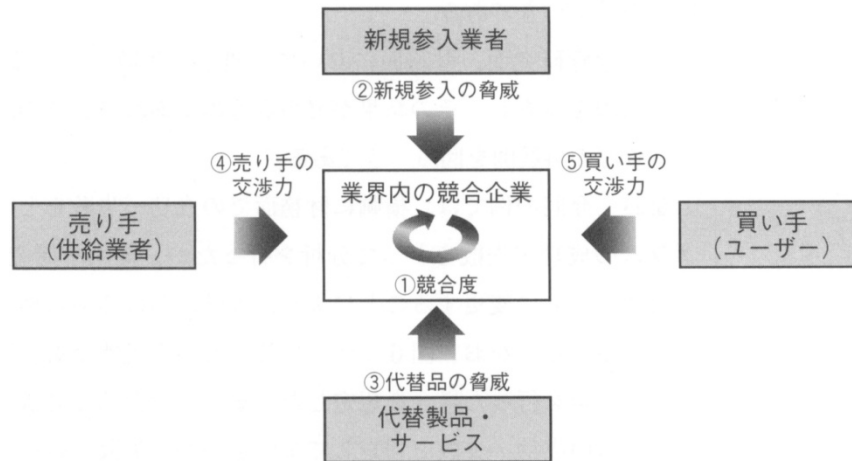 新規参入業者
②新規参入の脅威
④売り手の
交渉力
⑤買い手の
交渉力
業界内の競合企業
売り手
（供給業者）
買い手
（ユーザー）
①競合度
③代替品の脅威
代替製品・
サービス